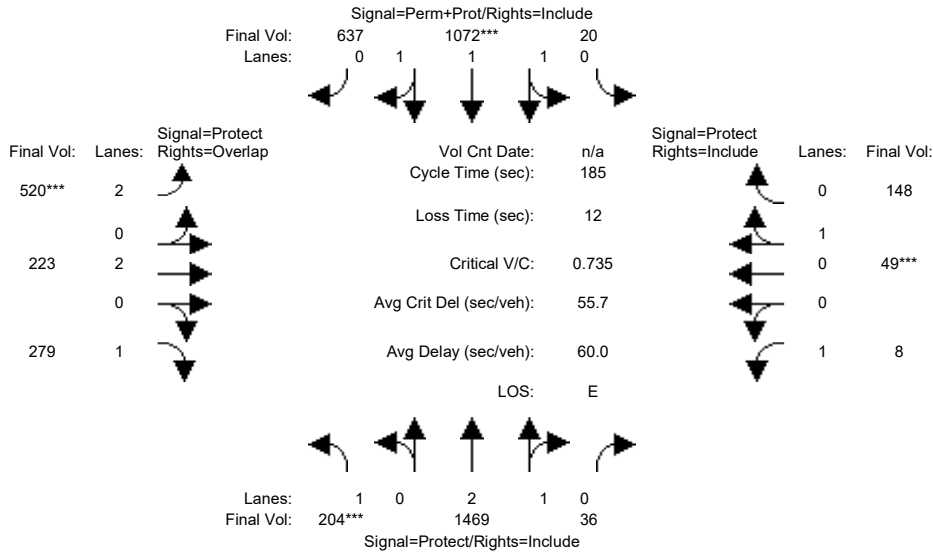 Signal=Perm+Prot/Rights=Include
Final Vol: 637 1072*** 20
Lanes: 0 1 1 1 0
Signal=Protect
Final Vol: Lanes: Rights=Overlap
Vol Cnt Date: n/a
Signal=Protect
Rights=Include Lanes: Final Vol:
Cycle Time (sec): 185
520*** 2
0 148
Loss Time (sec): 12
0
1
223 2
Critical V/C: 0.735
0 49***
0
Avg Crit Del (sec/veh): 55.7
0
279 1
Avg Delay (sec/veh): 60.0
1 8
LOS: E
Lanes: 1 0 2 1 0
Final Vol: 204*** 1469 36
Signal=Protect/Rights=Include